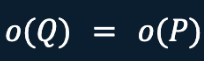 o(Q) = o(P)